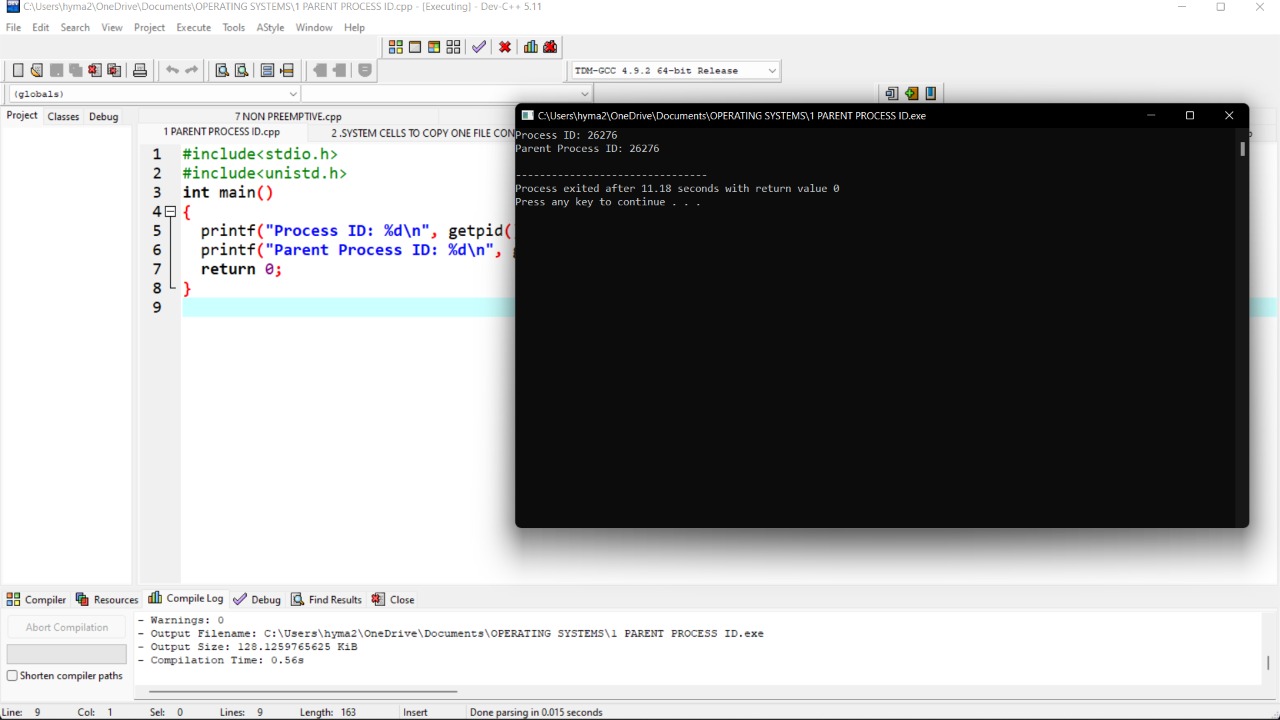 C:\Users\hyma2\OneDrive\Documents\OPERATING SYSTEMS\1 PARENT PROCESS ID.cpp - [Executing] - Dev-C++ 5.11
File Edit Search View Project Execute Tools AStyle Window Help
TDM-GCC 4.9.2 64-bit Release
(globals)
Project Classes Debug
7 NON PREEMPTIVE.cpp
1 PARENT PROCESS ID.cpp 2 .SYSTEM CELLS TO COPY ONE FILE CON
1 #include<stdio.h>
2 #include<unistd.h>
3 int main()
4 {
5 printf("Process ID: %d\n", getpid(
6 printf("Parent Process ID: %d\n",
7 return 0;
8 }
9
C:\Users\hyma2\OneDrive\Documents\OPERATING SYSTEMS\1 PARENT PROCESS ID.exe
Process ID: 26276
Parent Process ID: 26276
--------------------------------
Process exited after 11.18 seconds with return value 0
Press any key to continue . . .
Compiler Resources Compile Log Debug Find Results Close
Abort Compilation
Shorten compiler paths
- Warnings: 0
- Output Filename: C:\Users\hyma2\OneDrive\Documents\OPERATING SYSTEMS\1 PARENT PROCESS ID.exe
- Output Size: 128.1259765625 KiB
- Compilation Time: 0.56s
Line: 9 Col: 1 Sel: 0 Lines: 9 Length: 163 Insert Done parsing in 0.015 seconds